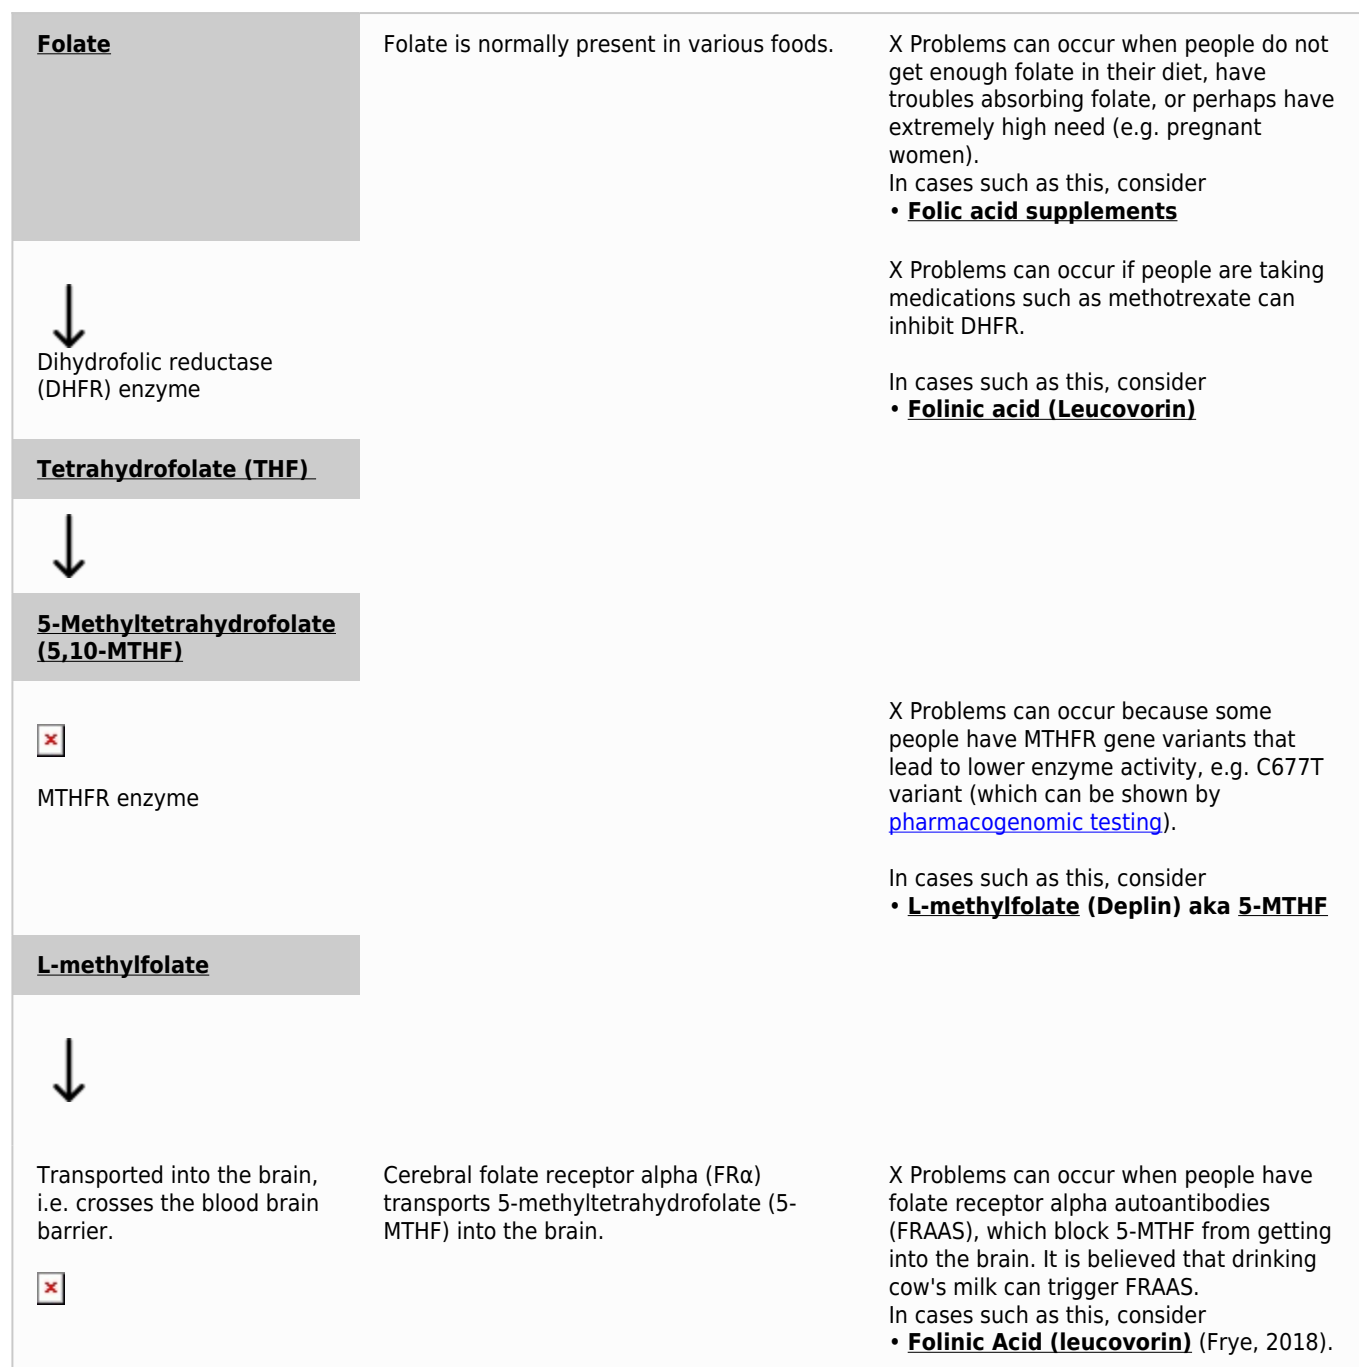 Folate
Folate is normally present in various foods.
X Problems can occur when people do not
get enough folate in their diet, have
troubles absorbing folate, or perhaps have
extremely high need (e.g. pregnant
women).
In cases such as this, consider
• Folic acid supplements
Dihydrofolic reductase
(DHFR) enzyme
X Problems can occur if people are taking
medications such as methotrexate can
inhibit DHFR.
In cases such as this, consider
• Folinic acid (Leucovorin)
Tetrahydrofolate (THF)
5-Methyltetrahydrofolate
(5,10-MTHF)
MTHFR enzyme
X Problems can occur because some
people have MTHFR gene variants that
lead to lower enzyme activity, e.g. C677T
variant (which can be shown by
pharmacogenomic testing).
In cases such as this, consider
• L-methylfolate (Deplin) aka 5-MTHF
L-methylfolate
Transported into the brain,
i.e. crosses the blood brain
barrier.
Cerebral folate receptor alpha (FRα)
transports 5-methyltetrahydrofolate (5-
MTHF) into the brain.
X Problems can occur when people have
folate receptor alpha autoantibodies
(FRAAS), which block 5-MTHF from getting
into the brain. It is believed that drinking
cow's milk can trigger FRAAS.
In cases such as this, consider
• Folinic Acid (leucovorin) (Frye, 2018).